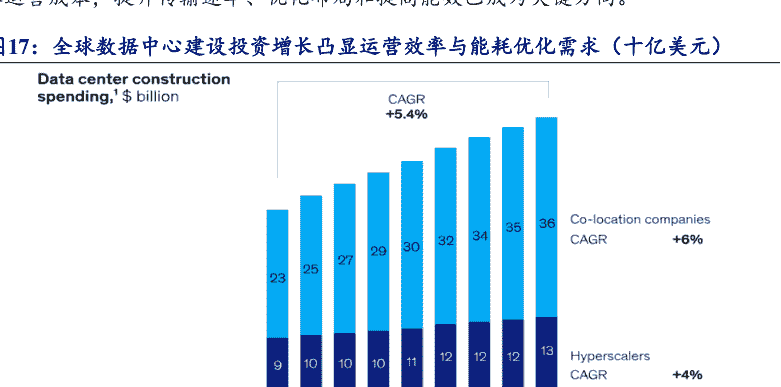 图17：全球数据中心建设投资增长凸显运营效率与能耗优化需求（十亿美元）
Data center construction
spending,¹ $ billion
CAGR
+5.4%
23 25 27 29 30 32 34 35 36
Co-location companies
CAGR +6%
9 10 10 10 11 12 12 12 13
Hyperscalers
CAGR +4%